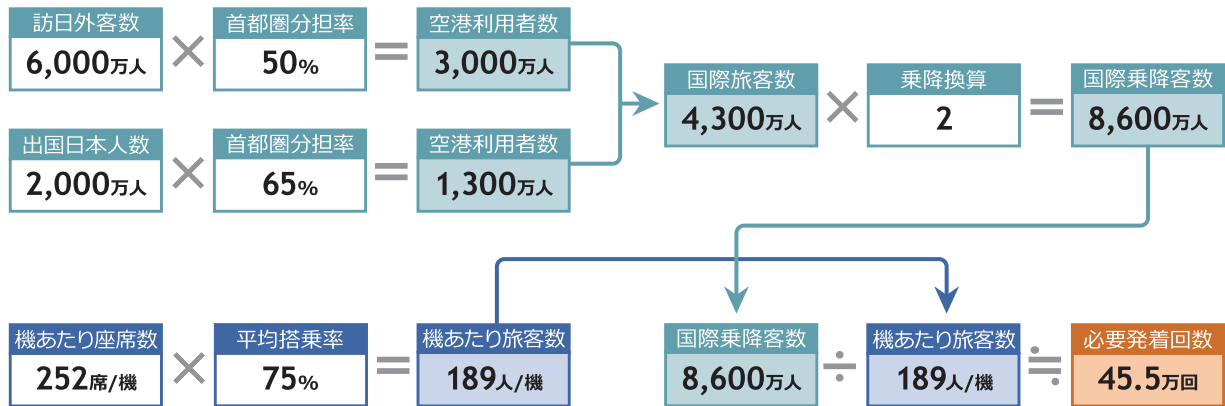 訪日外客数
6,000万人
×
首都圏分担率
50%
=
空港利用者数
3,000万人
出国日本人数
2,000万人
×
首都圏分担率
65%
=
空港利用者数
1,300万人
国際旅客数
4,300万人
×
乗降換算
2
=
国際乗降客数
8,600万人
機あたり座席数
252席/機
×
平均搭乗率
75%
=
機あたり旅客数
189人/機
国際乗降客数
8,600万人
÷
機あたり旅客数
189人/機
≒
必要発着回数
45.5万回